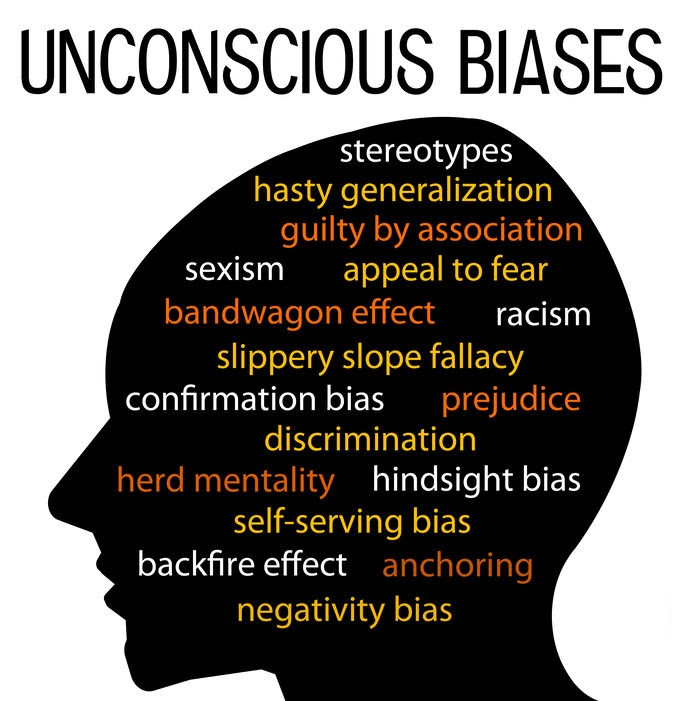 UNCONSCIOUS BIASES
stereotypes
hasty generalization
guilty by association
sexism appeal to fear
bandwagon effect racism
slippery slope fallacy
confirmation bias prejudice
discrimination
herd mentality hindsight bias
self-serving bias
backfire effect anchoring
negativity bias